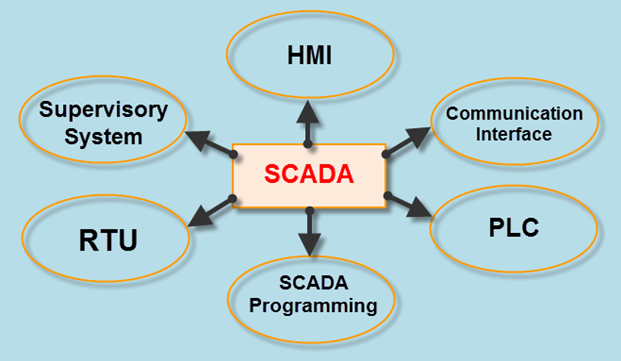 HMI
Supervisory
System
Communication
Interface
SCADA
RTU
PLC
SCADA
Programming